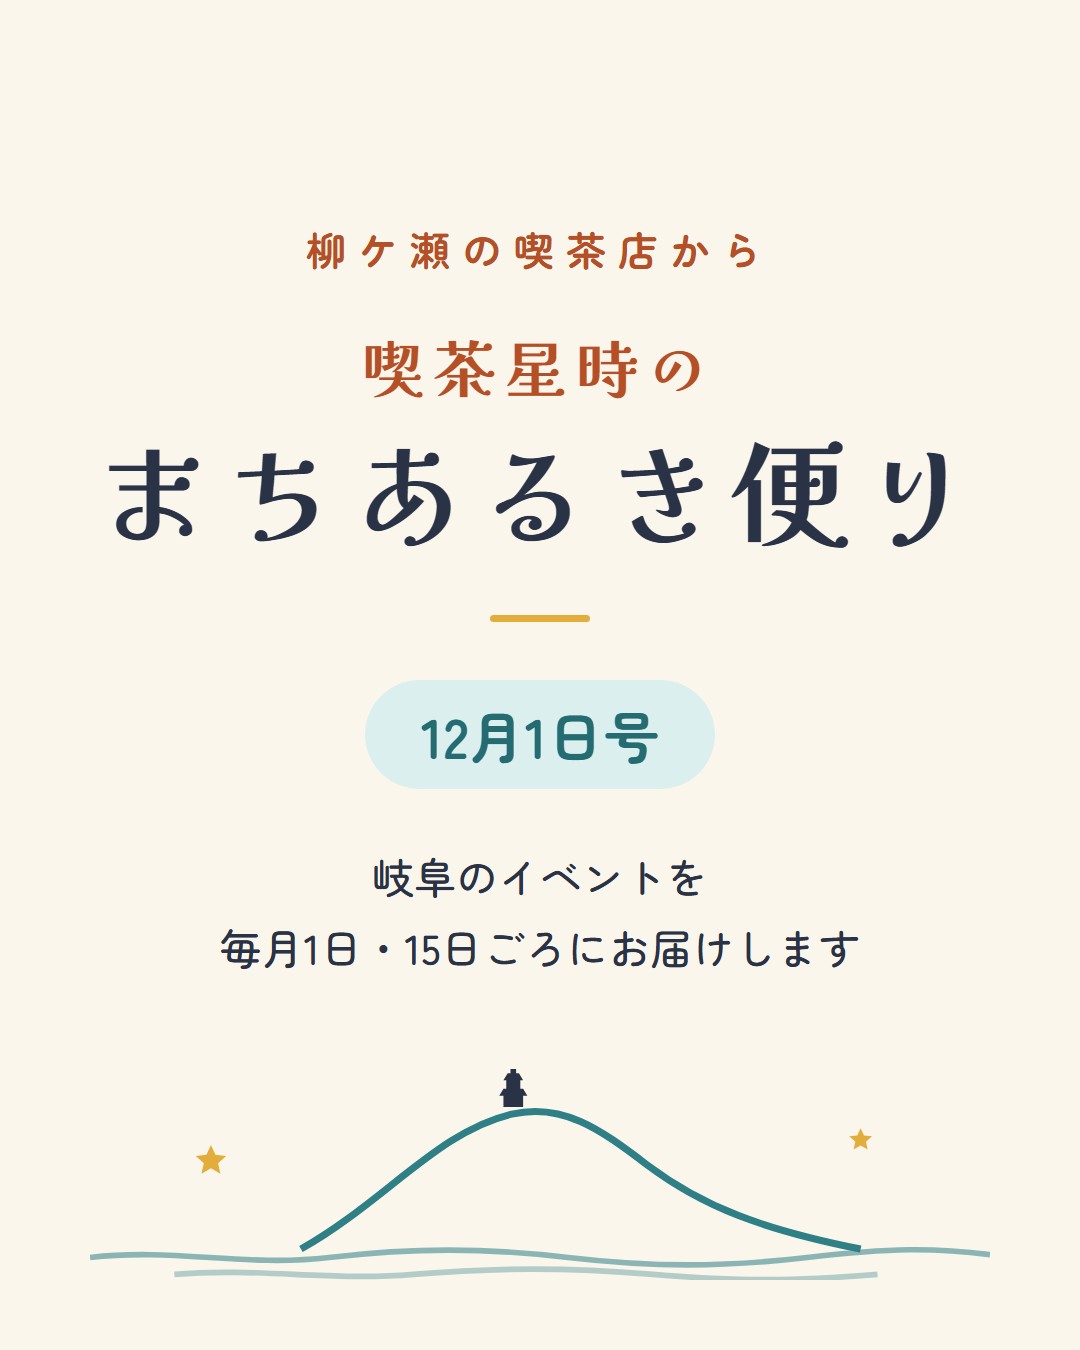 柳ケ瀬の喫茶店から
喫茶星時の
まちあるき便り
12月1日号
岐阜のイベントを
毎月1日・15日ごろにお届けします